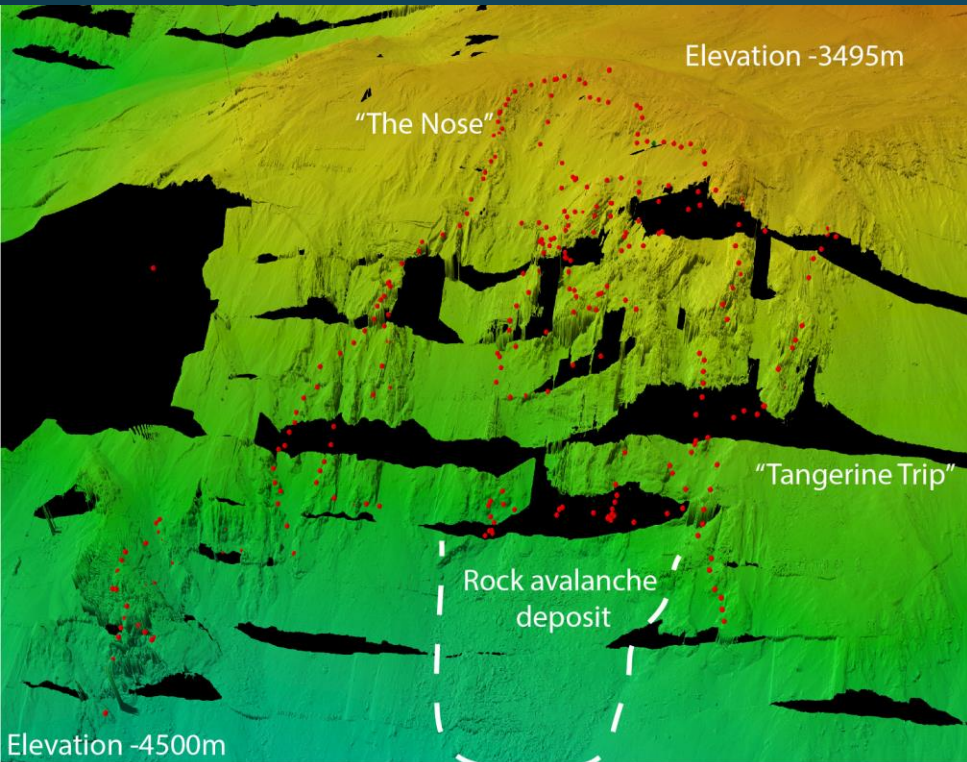 Elevation -3495m
“The Nose”
“Tangerine Trip”
Rock avalanche
deposit
Elevation -4500m